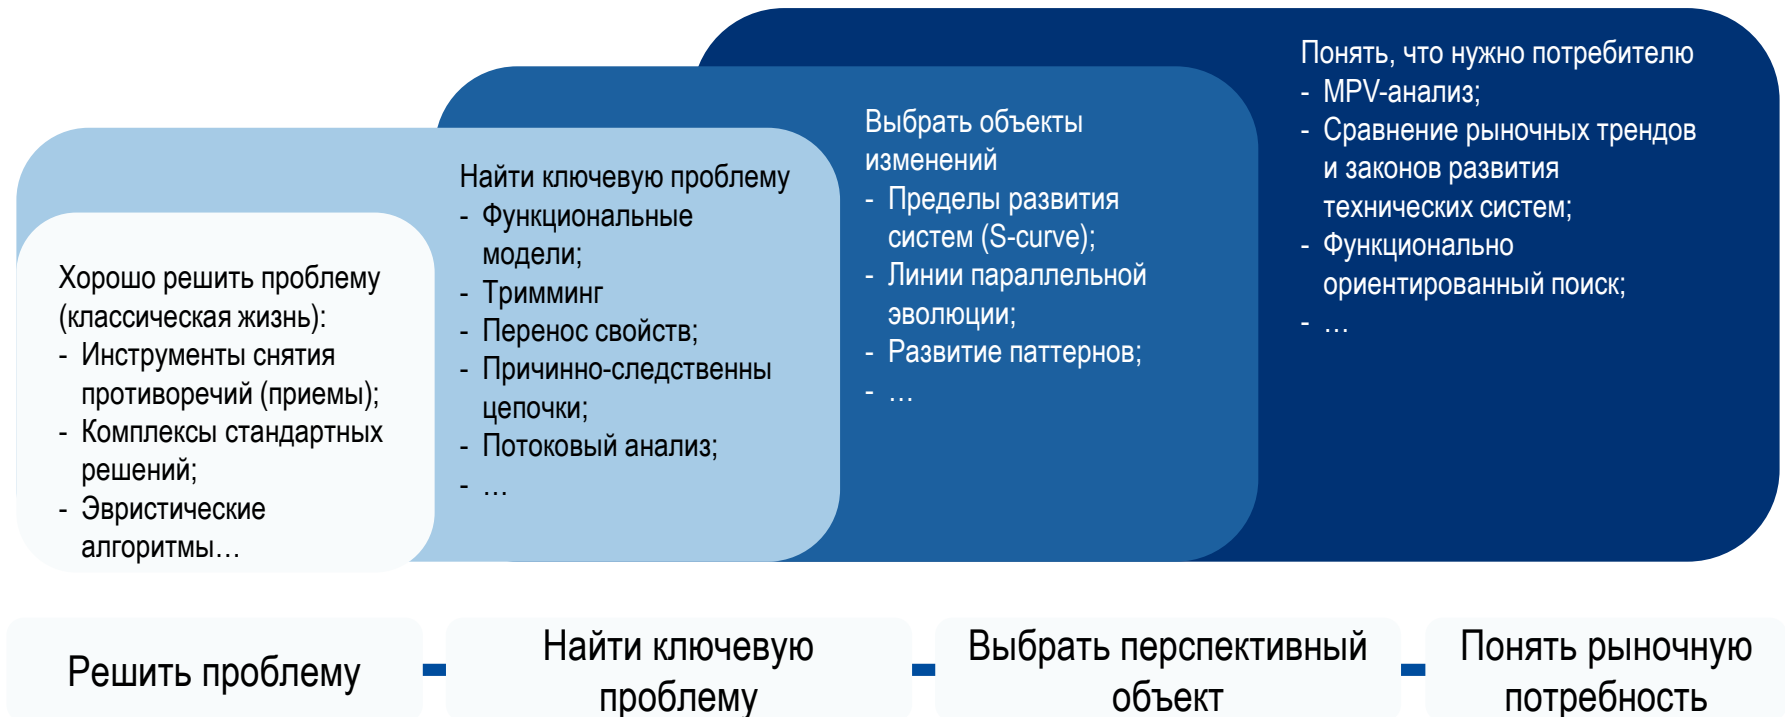 Хорошо решить проблему
(классическая жизнь):
- Инструменты снятия
противоречий (приемы);
- Комплексы стандартных
решений;
- Эвристические
алгоритмы…
Найти ключевую проблему
- Функциональные
модели;
- Тримминг
- Перенос свойств;
- Причинно-следственны
цепочки;
- Потоковый анализ;
- …
Выбрать объекты
изменений
- Пределы развития
систем (S-curve);
- Линии параллельной
эволюции;
- Развитие паттернов;
- …
Понять, что нужно потребителю
- MPV-анализ;
- Сравнение рыночных трендов
и законов развития
технических систем;
- Функционально
ориентированный поиск;
- …
Решить проблему
Найти ключевую
проблему
Выбрать перспективный
объект
Понять рыночную
потребность